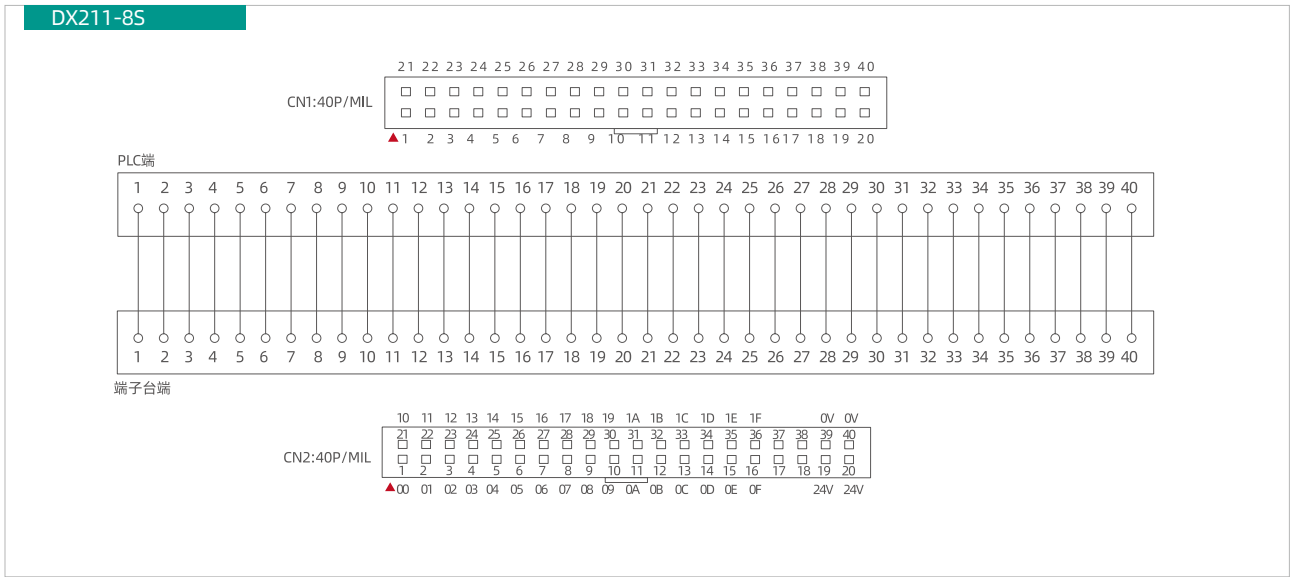 DX211-8S
21 22 23 24 25 26 27 28 29 30 31 32 33 34 35 36 37 38 39 40
CN1:40P/MIL
1 2 3 4 5 6 7 8 9 10 11 12 13 14 15 16 17 18 19 20
PLC端
1 2 3 4 5 6 7 8 9 10 11 12 13 14 15 16 17 18 19 20 21 22 23 24 25 26 27 28 29 30 31 32 33 34 35 36 37 38 39 40
1 2 3 4 5 6 7 8 9 10 11 12 13 14 15 16 17 18 19 20 21 22 23 24 25 26 27 28 29 30 31 32 33 34 35 36 37 38 39 40
端子台端
10 11 12 13 14 15 16 17 18 19 1A 1B 1C 1D 1E 1F 0V 0V
21 22 23 24 25 26 27 28 29 30 31 32 33 34 35 36 37 38 39 40
CN2:40P/MIL
1 2 3 4 5 6 7 8 9 10 11 12 13 14 15 16 17 18 19 20
00 01 02 03 04 05 06 07 08 09 0A 0B 0C 0D 0E 0F 24V 24V